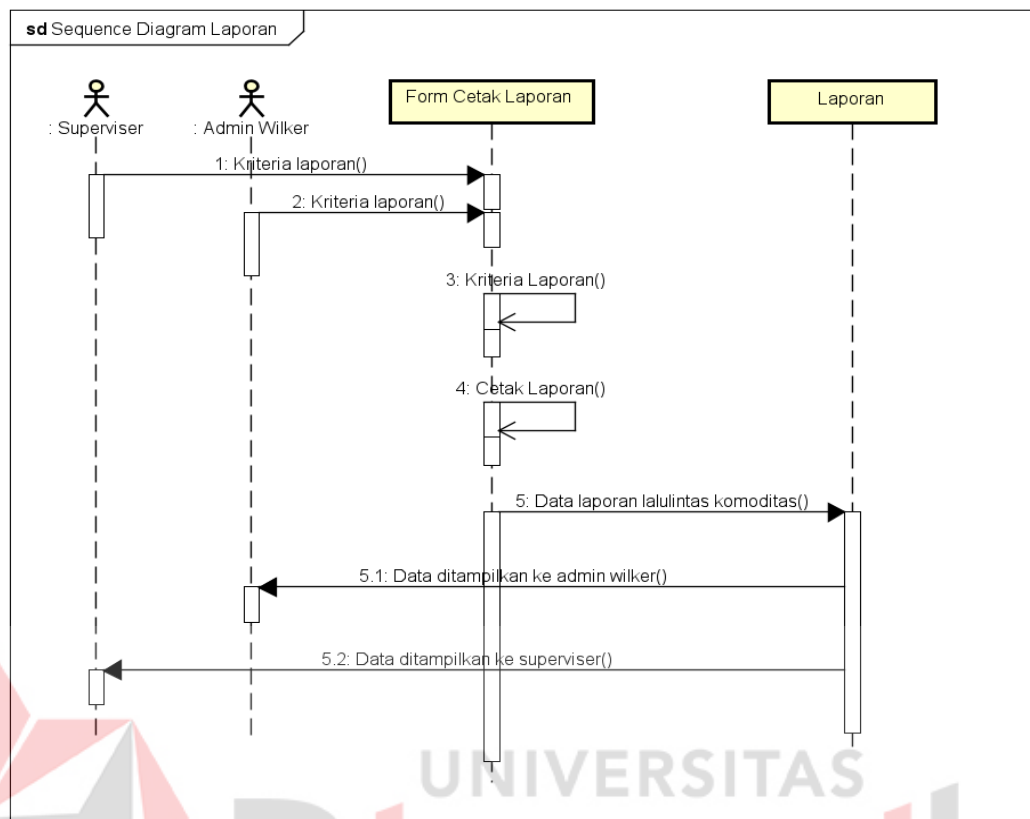 sd Sequence Diagram Laporan
: Superviser
: Admin Wilker
Form Cetak Laporan
Laporan
1: Kriteria laporan()
2: Kriteria laporan()
3: Kriteria Laporan()
4: Cetak Laporan()
5: Data laporan lalulintas komoditas()
5.1: Data ditampilkan ke admin wilker()
5.2: Data ditampilkan ke superviser()
UNIVERSITAS